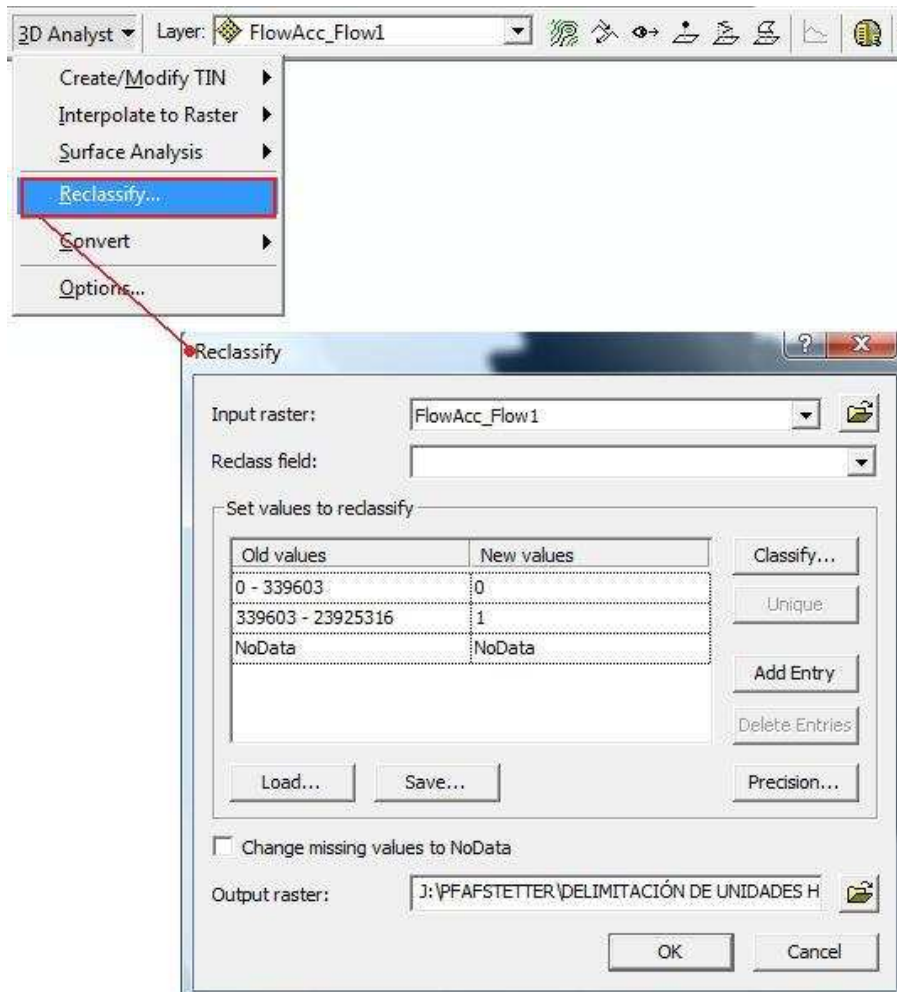 3D Analyst Layer: FlowAcc_Flow1
Create/Modify TIN
Interpolate to Raster
Surface Analysis
Reclassify...
Convert
Options...
Reclassify ? X
Input raster: FlowAcc_Flow1
Reclass field:
Set values to reclassify
Old values New values Classify...
0 - 339603 0
Unique
339603 - 23925316 1
NoData NoData
Add Entry
Delete Entries
Load... Save... Precision...
Change missing values to NoData
Output raster: J:\PFAFSTETTER\DELIMITACIÓN DE UNIDADES H
OK Cancel